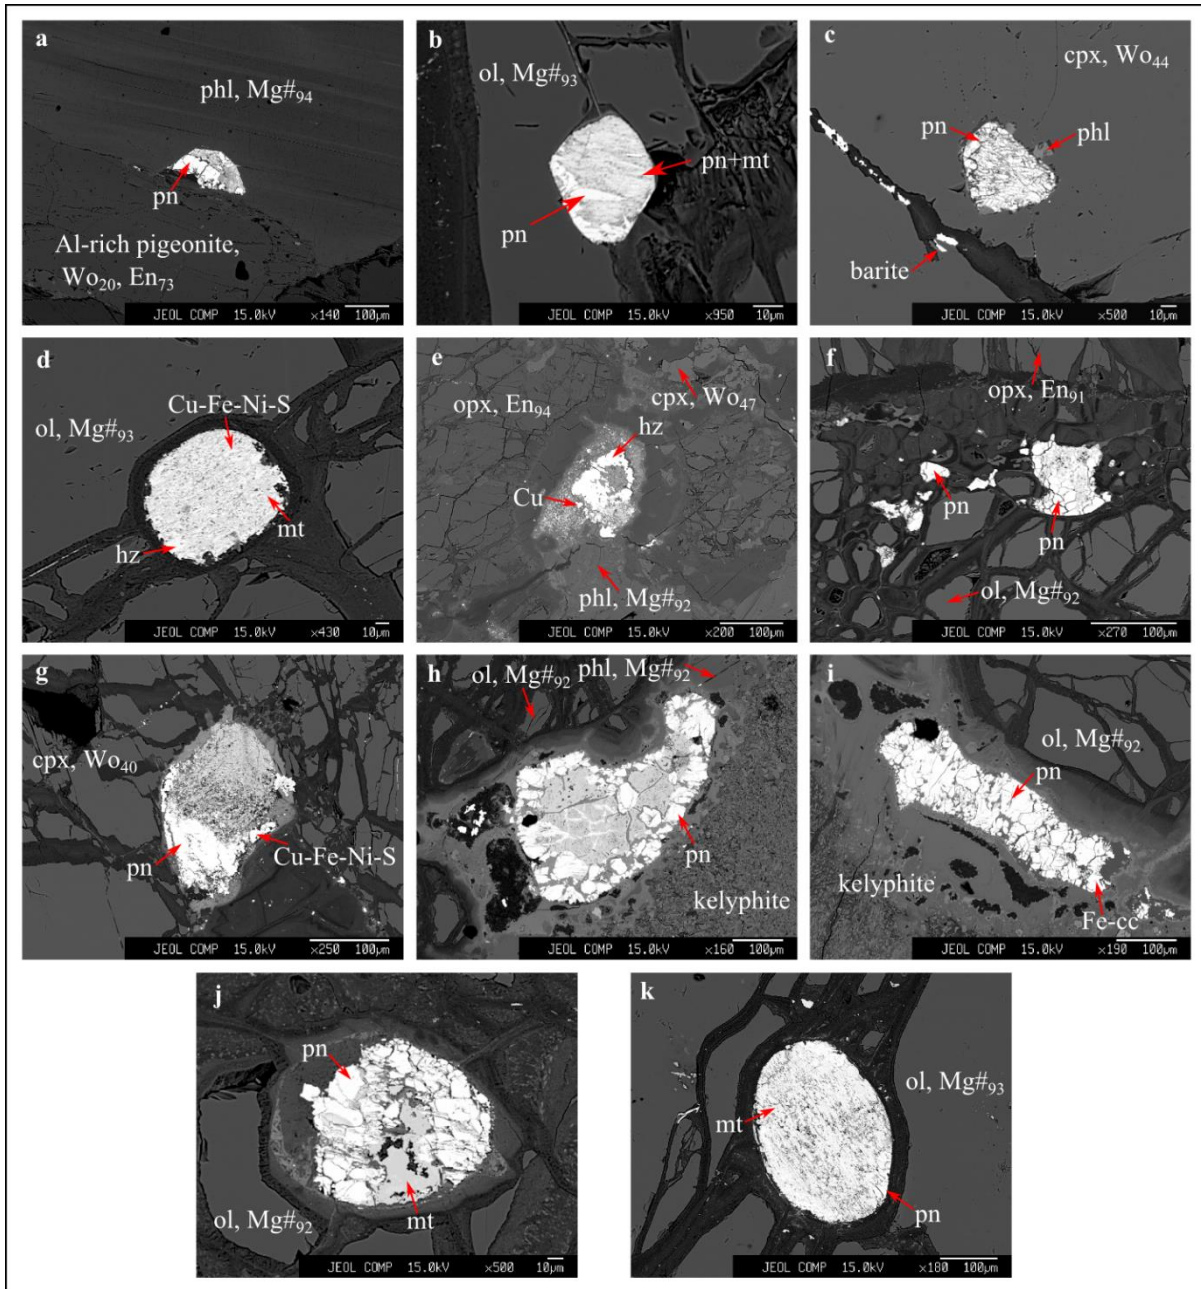 a
phl, Mg#₉₄
pn
Al-rich pigeonite,
Wo₂₀, En₇₃
JEOL COMP 15.0kV ×140 100µm
b
ol, Mg#₉₃
pn+mt
pn
JEOL COMP 15.0kV ×950 10µm
c
cpx, Wo₄₄
pn
phl
barite
JEOL COMP 15.0kV ×500 10µm
d
Cu-Fe-Ni-S
ol, Mg#₉₃
mt
hz
JEOL COMP 15.0kV ×430 10µm
e
opx, En₉₄
cpx, Wo₄₇
hz
Cu
phl, Mg#₉₂
JEOL COMP 15.0kV ×200 100µm
f
opx, En₉₁
pn
pn
ol, Mg#₉₂
JEOL COMP 15.0kV ×270 100µm
g
cpx, Wo₄₀
pn
Cu-Fe-Ni-S
JEOL COMP 15.0kV ×250 100µm
h
phl, Mg#₉₂
ol, Mg#₉₂
pn
kelyphite
JEOL COMP 15.0kV ×160 100µm
i
ol, Mg#₉₂
pn
kelyphite
Fe-cc
JEOL COMP 15.0kV ×190 100µm
j
pn
ol, Mg#₉₂
mt
JEOL COMP 15.0kV ×500 10µm
k
ol, Mg#₉₃
mt
pn
JEOL COMP 15.0kV ×180 100µm